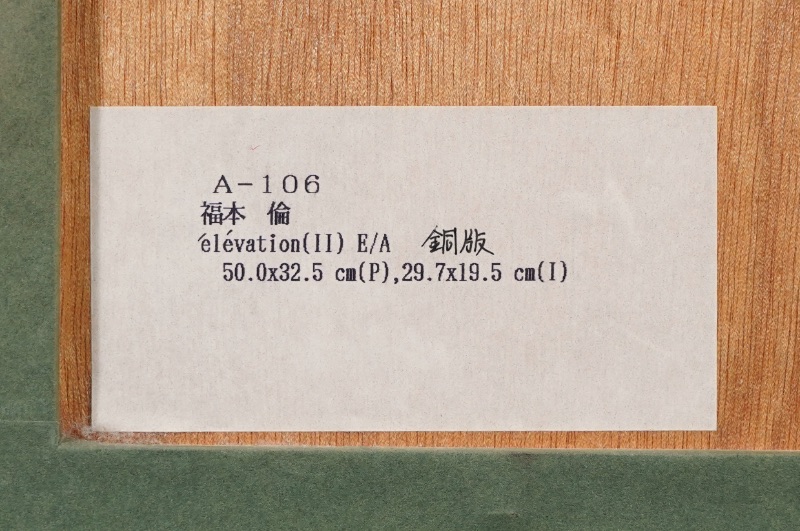 A-106
福本 倫
élévation(II) E/A 銅版
50.0x32.5 cm(P),29.7x19.5 cm(I)